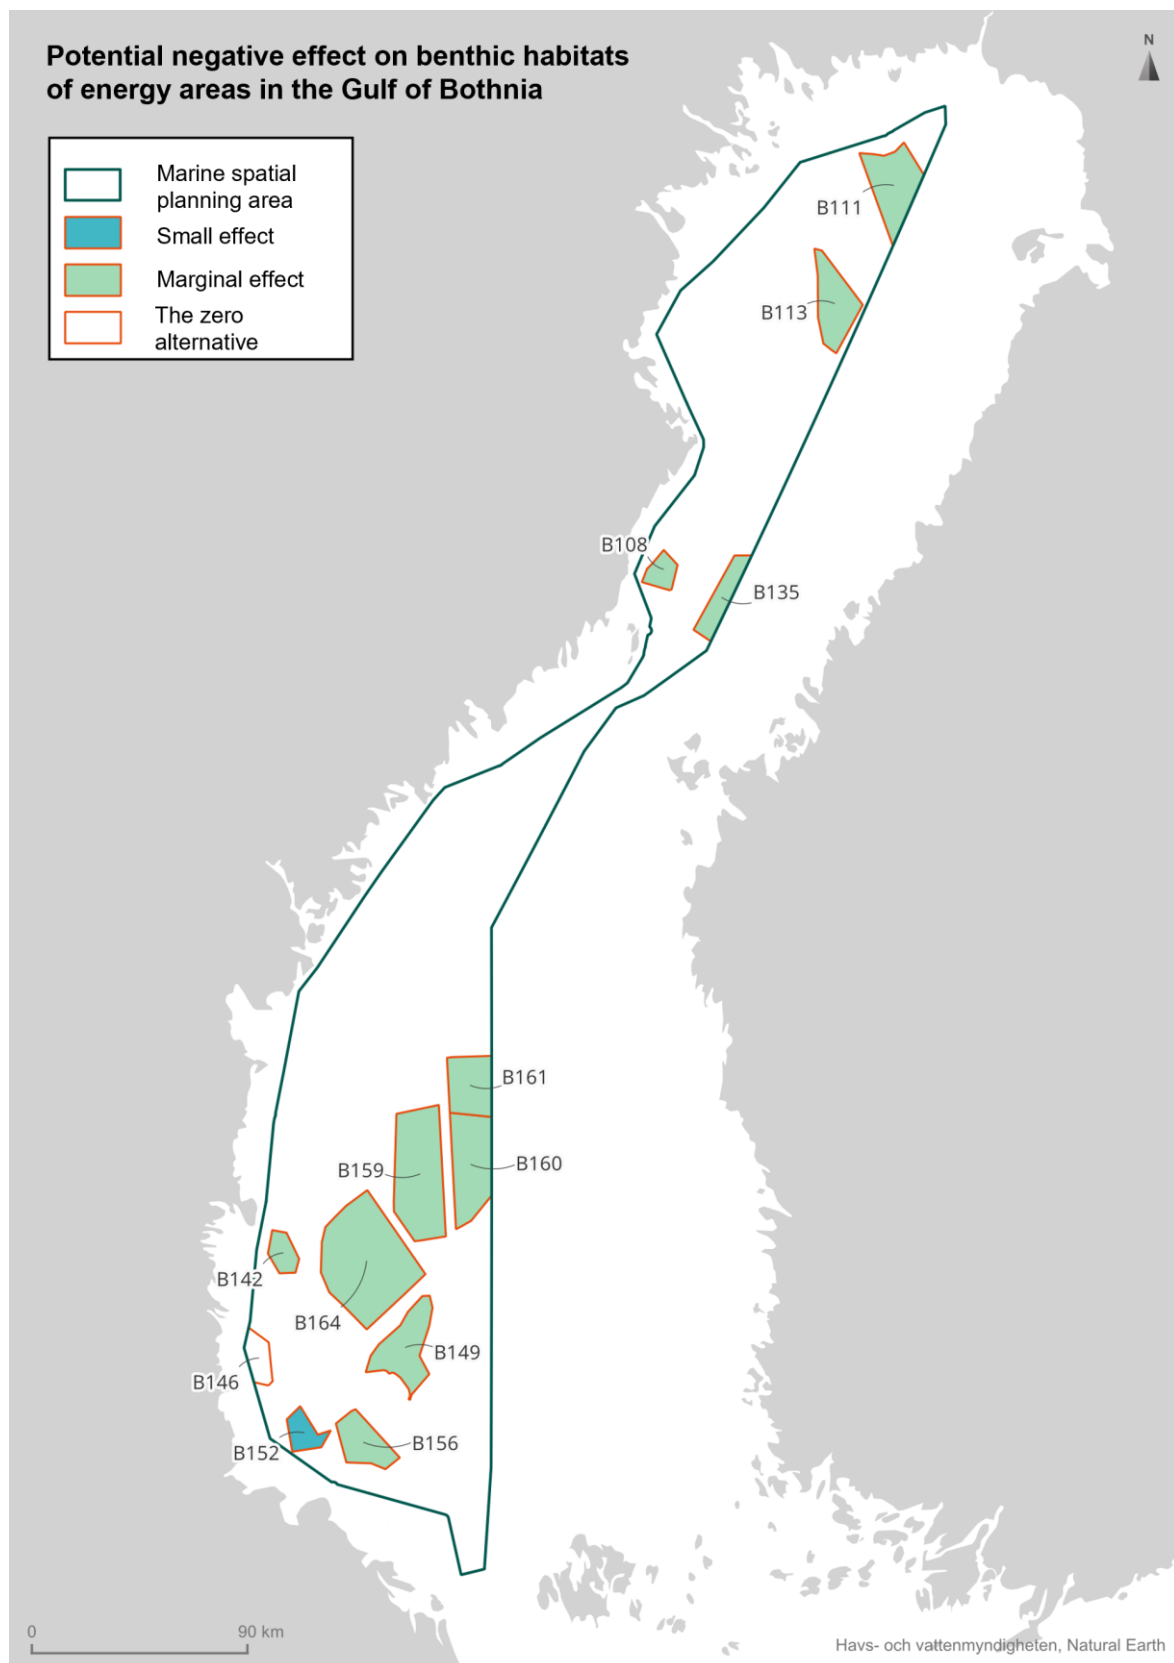 Potential negative effect on benthic habitats
of energy areas in the Gulf of Bothnia
N
Marine spatial
planning area
Small effect
Marginal effect
The zero
alternative
B111
B113
B108
B135
B161
B160
B159
B142
B164
B149
B146
B156
B152
0
90 km
Havs- och vattenmyndigheten, Natural Earth